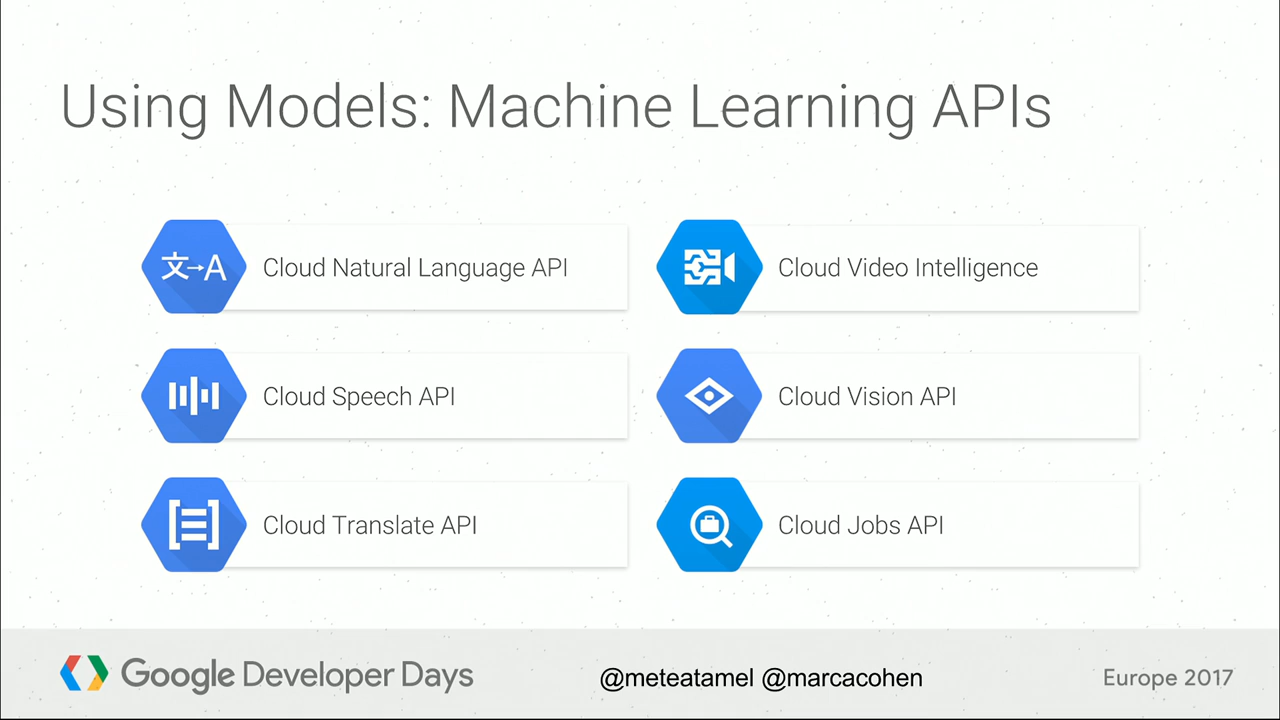 Using Models: Machine Learning APIs
文→A Cloud Natural Language API
Cloud Video Intelligence
Cloud Speech API
Cloud Vision API
Cloud Translate API
Cloud Jobs API
Google Developer Days
@meteatamel @marcacohen
Europe 2017